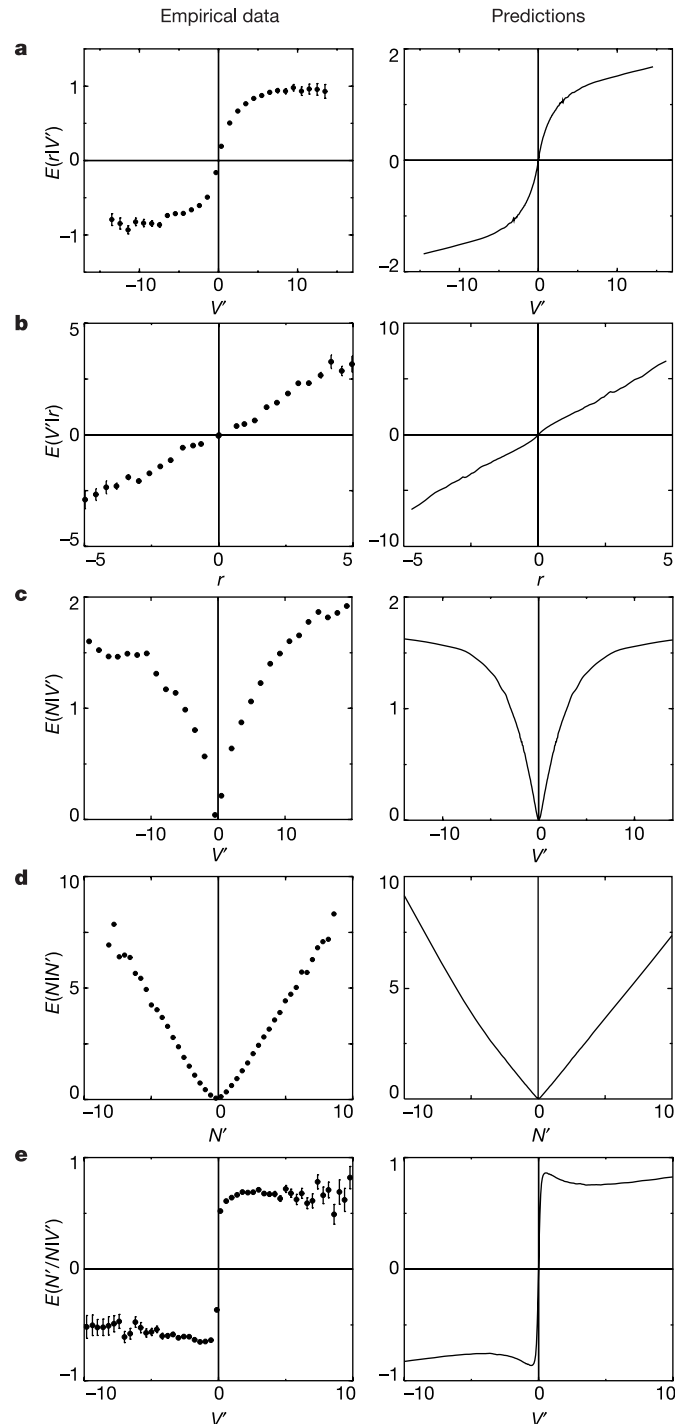 Empirical data Predictions
a
E(r|V′)
1
0
−1
−10 0 10
V′
2
0
−2
−10 0 10
V′
b
E(V′|r)
5
0
−5
−5 0 5
r
10
0
−10
−5 0 5
r
c
E(N|V′)
2
1
0
−10 0 10
V′
2
1
0
−10 0 10
V′
d
E(N|N′)
10
5
0
−10 0 10
N′
10
5
0
−10 0 10
N′
e
E(N′/N|V′)
1
0
−1
−10 0 10
V′
1
0
−1
−10 0 10
V′